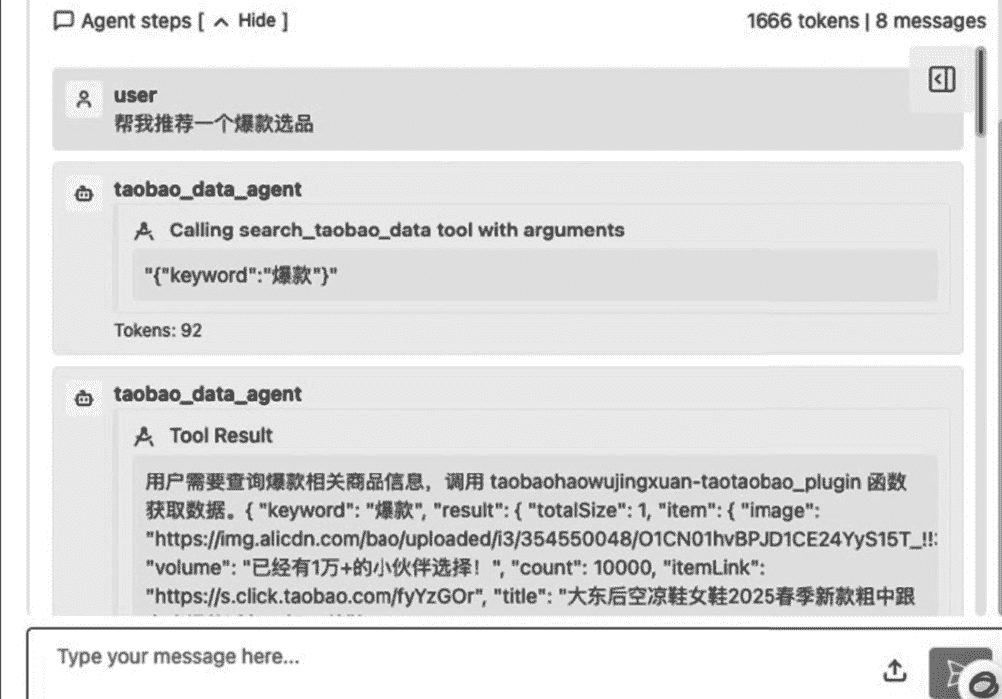 Agent steps [ Hide ]
1666 tokens | 8 messages
user
帮我推荐一个爆款选品
taobao_data_agent
Calling search_taobao_data tool with arguments
"{"keyword":"爆款"}"
Tokens: 92
taobao_data_agent
Tool Result
用户需要查询爆款相关商品信息，调用 taobaohaowujingxuan-taotaobao_plugin 函数
获取数据。{ "keyword": "爆款", "result": { "totalSize": 1, "item": { "image":
"https://img.alicdn.com/bao/uploaded/i3/354550048/O1CN01hvBPJD1CE24YyS15T_!!
"volume": "已经有1万+的小伙伴选择！", "count": 10000, "itemLink":
"https://s.click.taobao.com/fyYzGOr", "title": "大东后空凉鞋女鞋2025春季新款粗中跟
Type your message here...